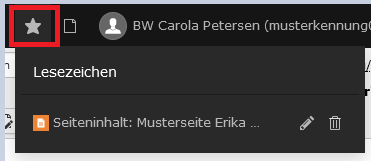 BW Carola Petersen (musterkennung
Lesezeichen
Seiteninhalt: Musterseite Erika ...